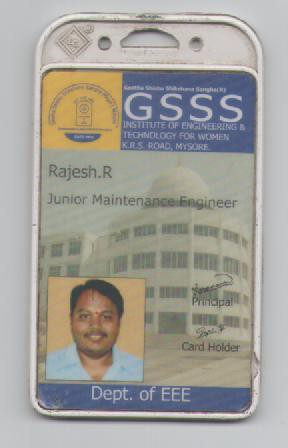 Geetha Shishu Shikshana Sangha(R)
GSSS
INSTITUTE OF ENGINEERING &
TECHNOLOGY FOR WOMEN
K.R.S. ROAD, MYSORE.
Rajesh.R
Junior Maintenance Engineer
Principal
Card Holder
Dept. of EEE